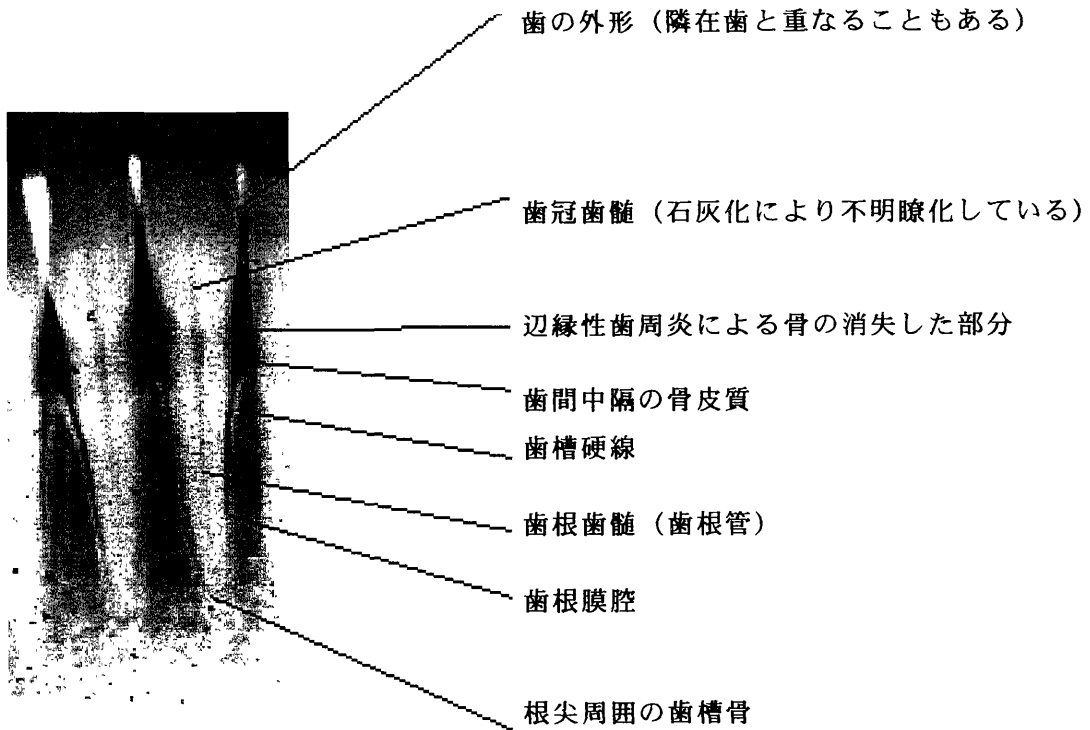 歯の外形（隣在歯と重なることもある）
歯冠歯髄（石灰化により不明瞭化している）
辺縁性歯周炎による骨の消失した部分
歯間中隔の骨皮質
歯槽硬線
歯根歯髄（歯根管）
歯根膜腔
根尖周囲の歯槽骨